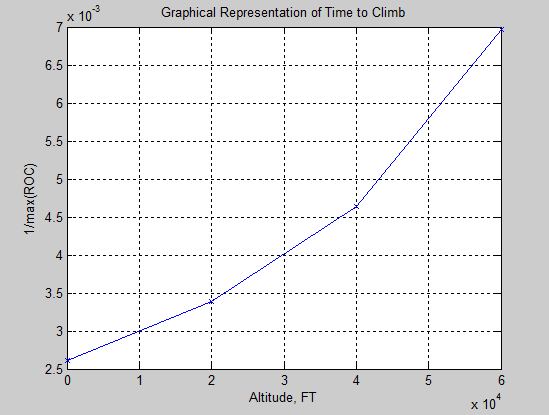 Graphical Representation of Time to Climb
x 10^-3
7
6.5
6
5.5
5
4.5
4
3.5
3
2.5
1/max(ROC)
0 1 2 3 4 5 6
Altitude, FT
x 10^4